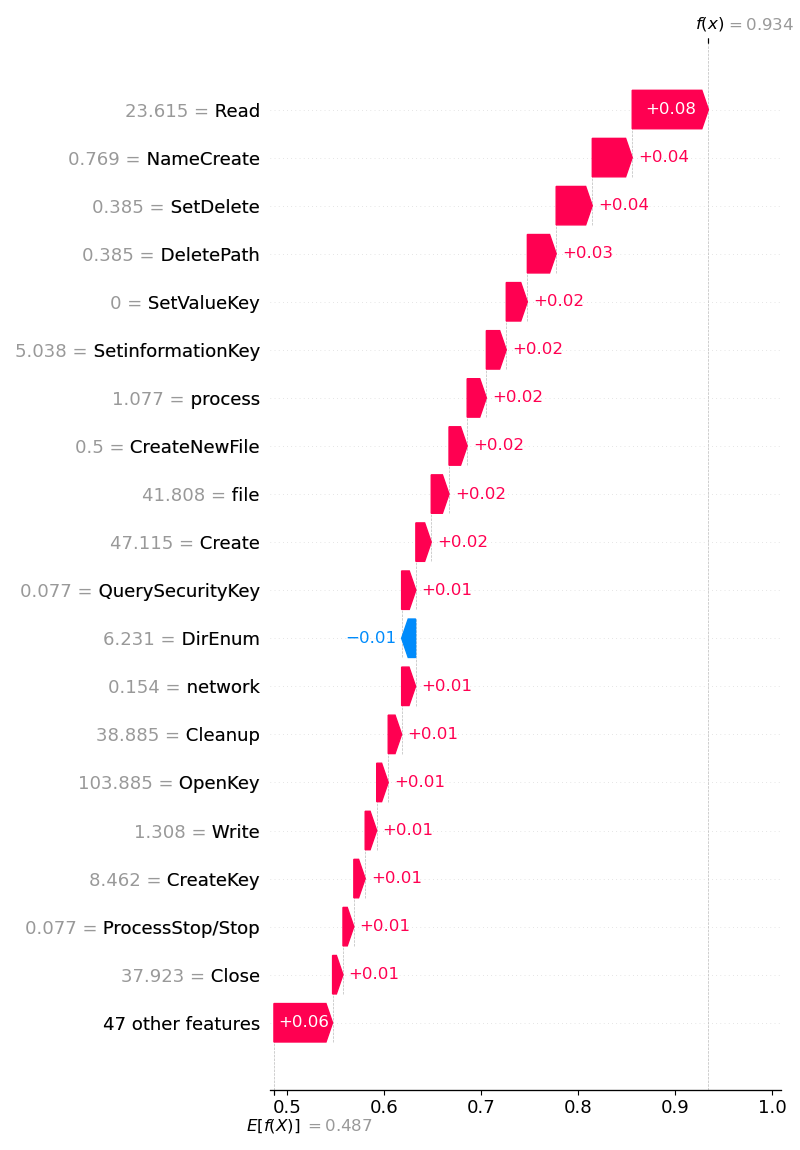 f(x) = 0.934
23.615 = Read +0.08
0.769 = NameCreate +0.04
0.385 = SetDelete +0.04
0.385 = DeletePath +0.03
0 = SetValueKey +0.02
5.038 = SetinformationKey +0.02
1.077 = process +0.02
0.5 = CreateNewFile +0.02
41.808 = file +0.02
47.115 = Create +0.02
0.077 = QuerySecurityKey +0.01
6.231 = DirEnum −0.01
0.154 = network +0.01
38.885 = Cleanup +0.01
103.885 = OpenKey +0.01
1.308 = Write +0.01
8.462 = CreateKey +0.01
0.077 = ProcessStop/Stop +0.01
37.923 = Close +0.01
47 other features +0.06
0.5 0.6 0.7 0.8 0.9 1.0
E[f(X)] = 0.487